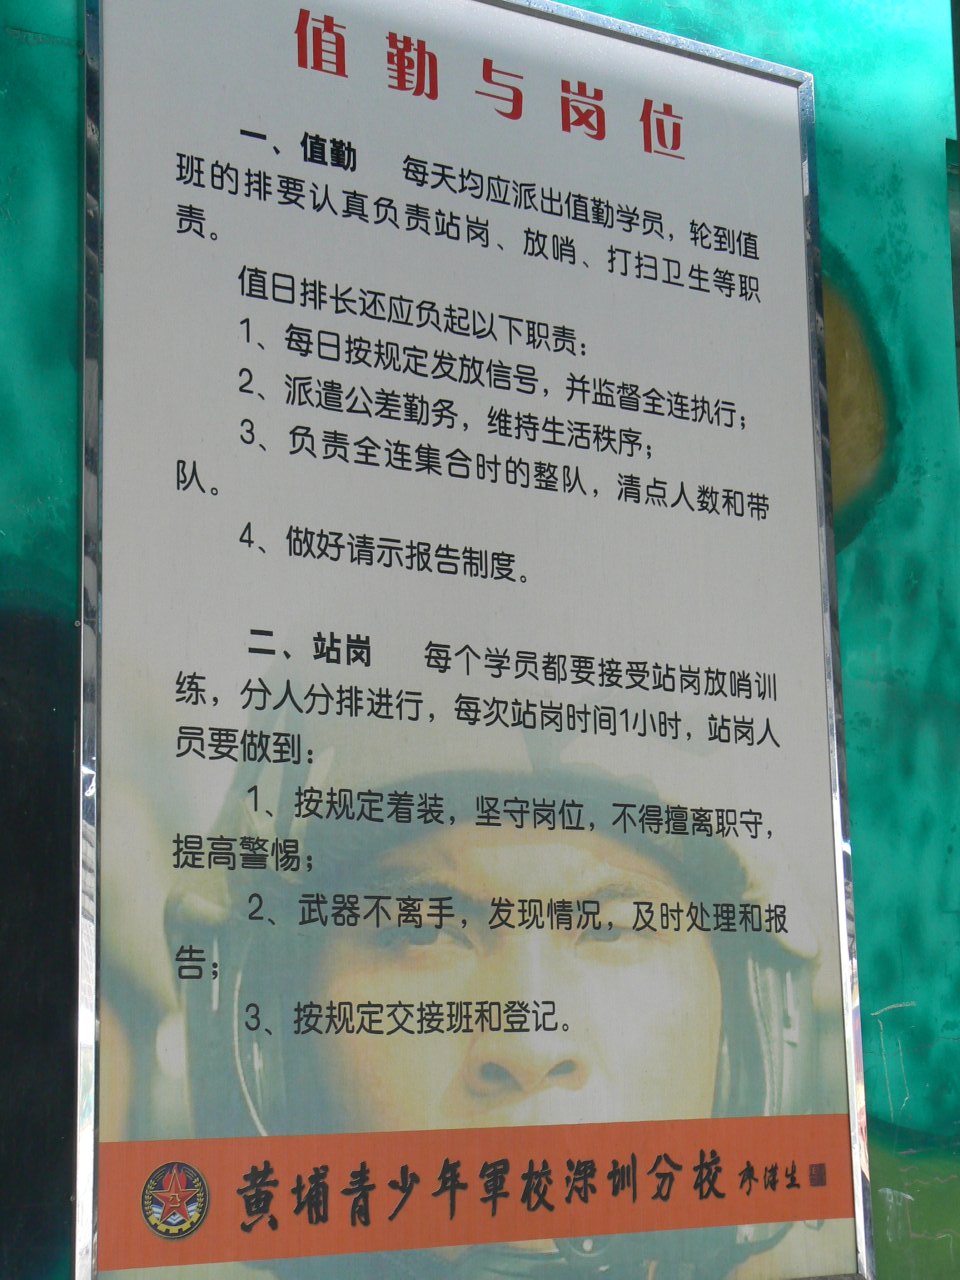 值勤与岗位
一、值勤　每天均应派出值勤学员，轮到值
班的排要认真负责站岗、放哨、打扫卫生等职
责。
值日排长还应负起以下职责：
1、每日按规定发放信号，并监督全连执行；
2、派遣公差勤务，维持生活秩序；
3、负责全连集合时的整队，清点人数和带
队。
4、做好请示报告制度。
二、站岗　每个学员都要接受站岗放哨训
练，分人分排进行，每次站岗时间1小时，站岗人
员要做到：
1、按规定着装，坚守岗位，不得擅离职守，
提高警惕；
2、武器不离手，发现情况，及时处理和报
告；
3、按规定交接班和登记。
黄埔青少年軍校深训分校